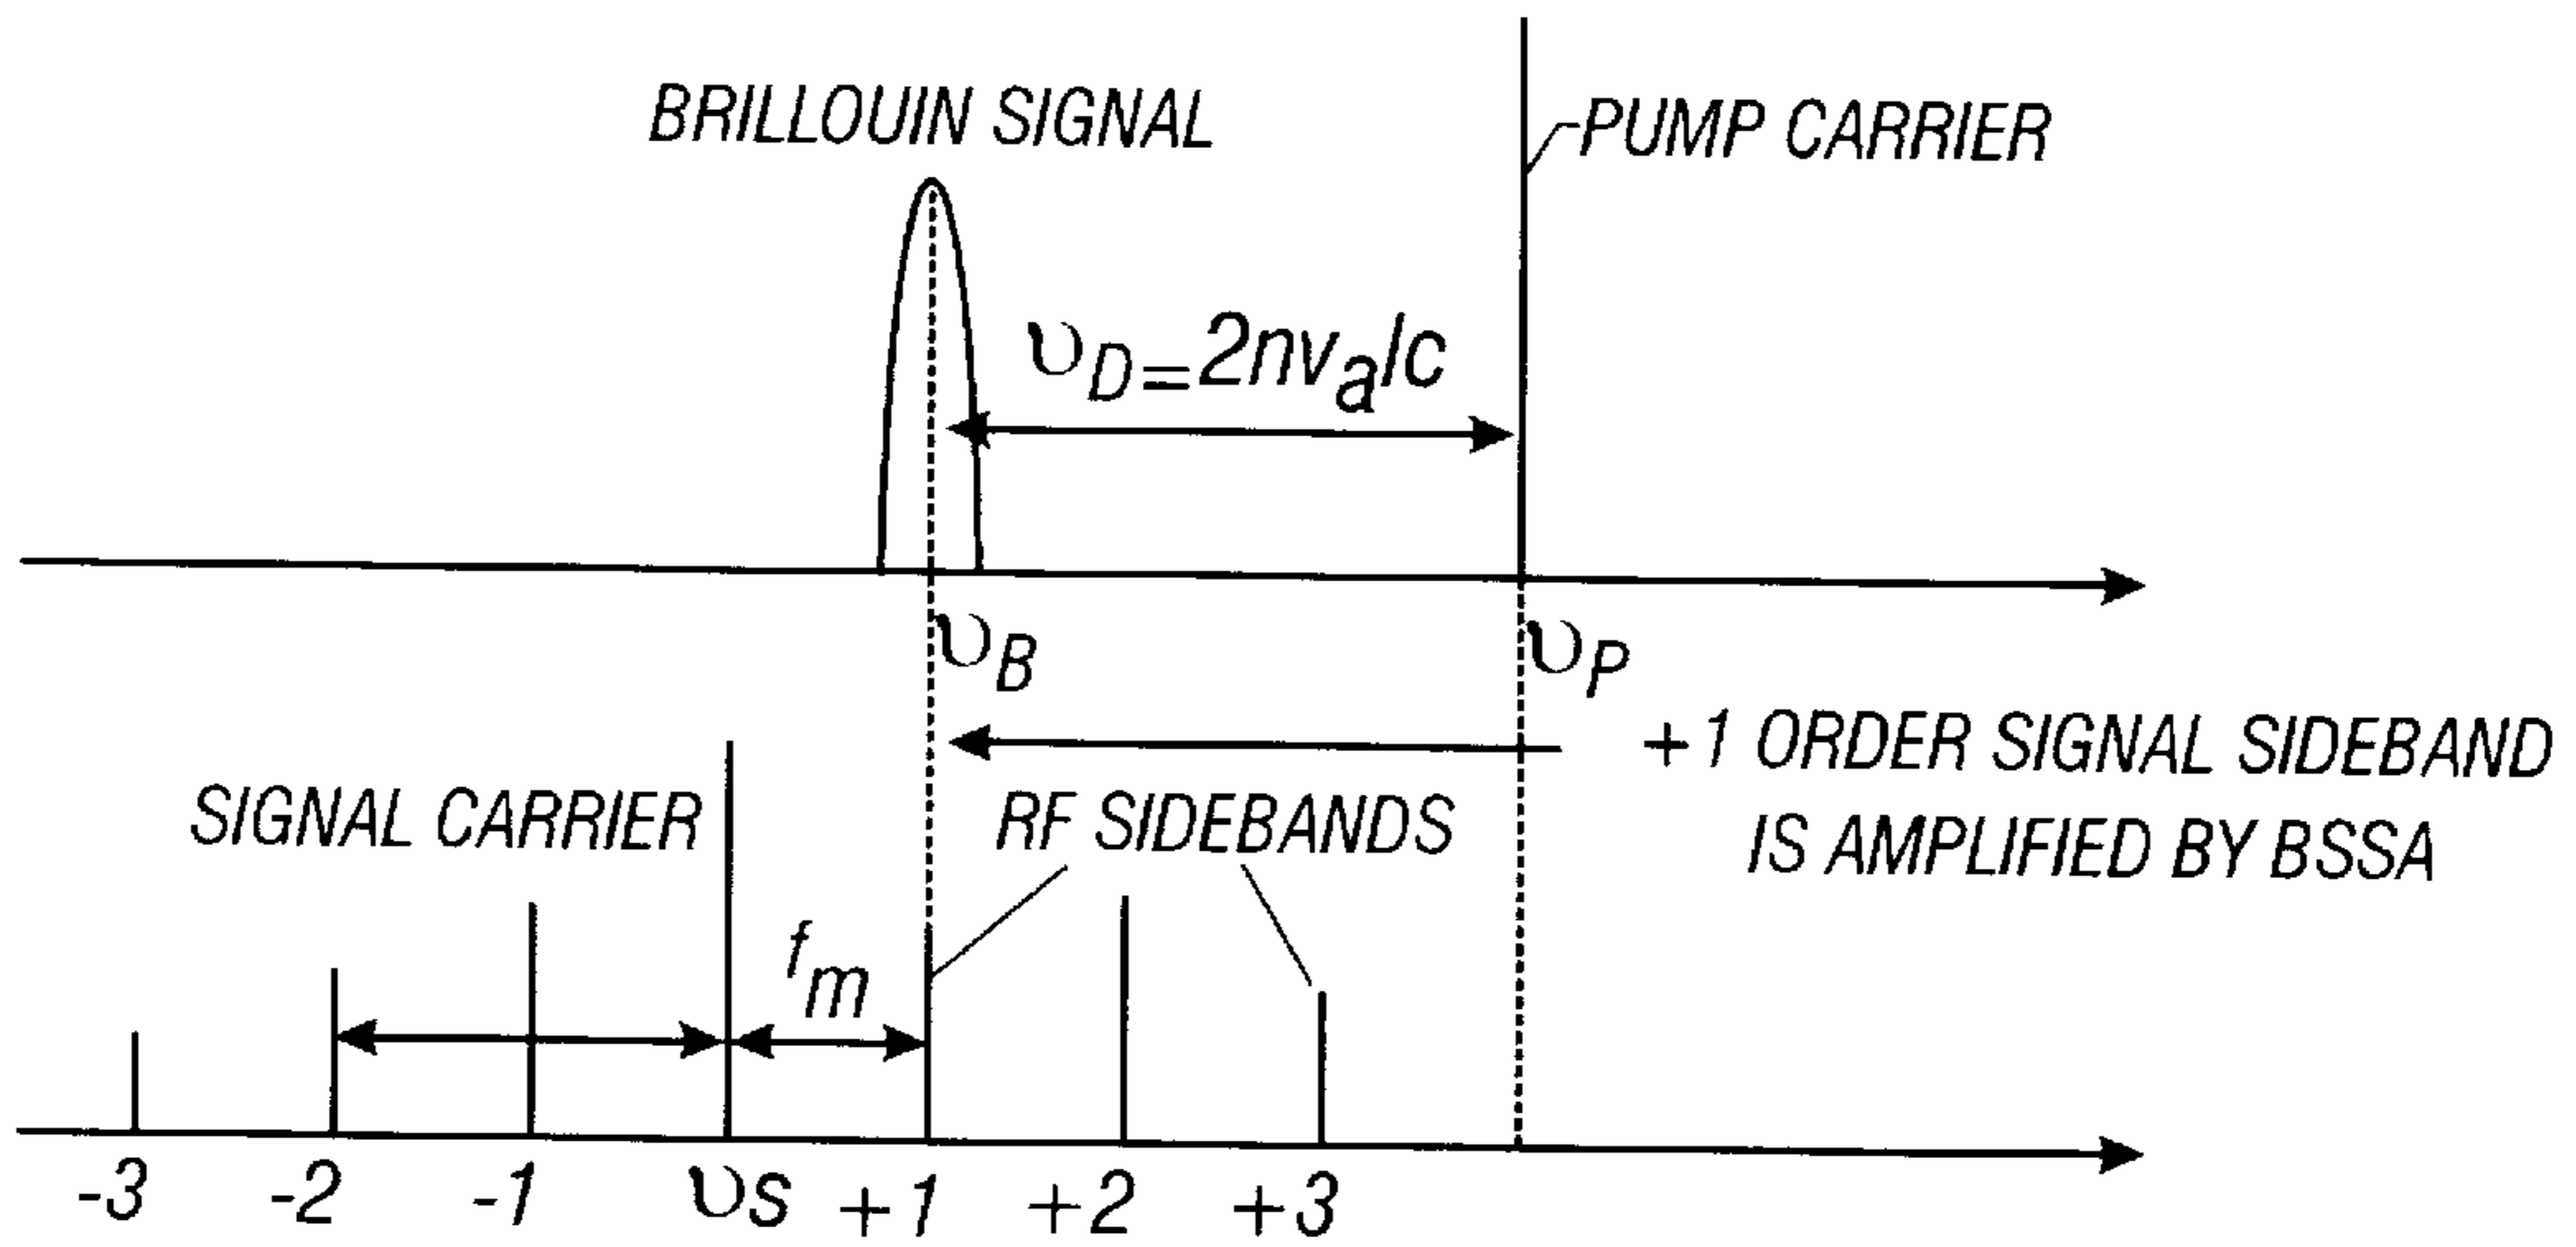 BRILLOUIN SIGNAL
PUMP CARRIER
υD=2nva/c
υB
υP
+1 ORDER SIGNAL SIDEBAND
IS AMPLIFIED BY BSSA
SIGNAL CARRIER
RF SIDEBANDS
fm
-3 -2 -1 υS +1 +2 +3